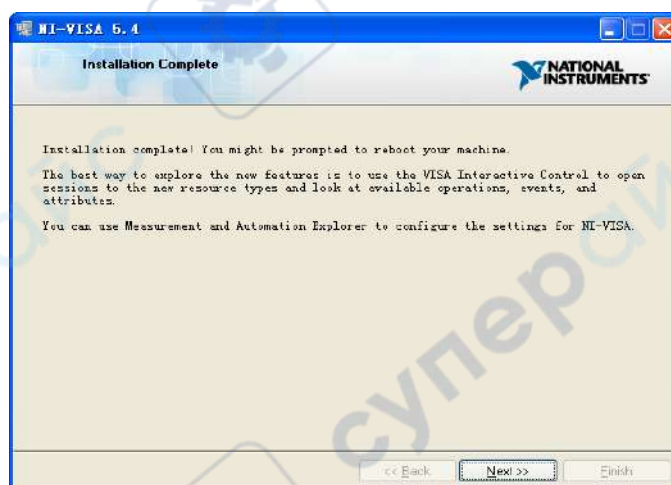 NI-VISA 5.4
Installation Complete
NATIONAL
INSTRUMENTS
Installation complete! You might be prompted to reboot your machine.
The best way to explore the new features is to use the VISA Interactive Control to open
sessions to the new resource types and look at available operations, events, and
attributes.
You can use Measurement and Automation Explorer to configure the settings for NI-VISA.
<< Back
Next >>
Finish
супер
айс